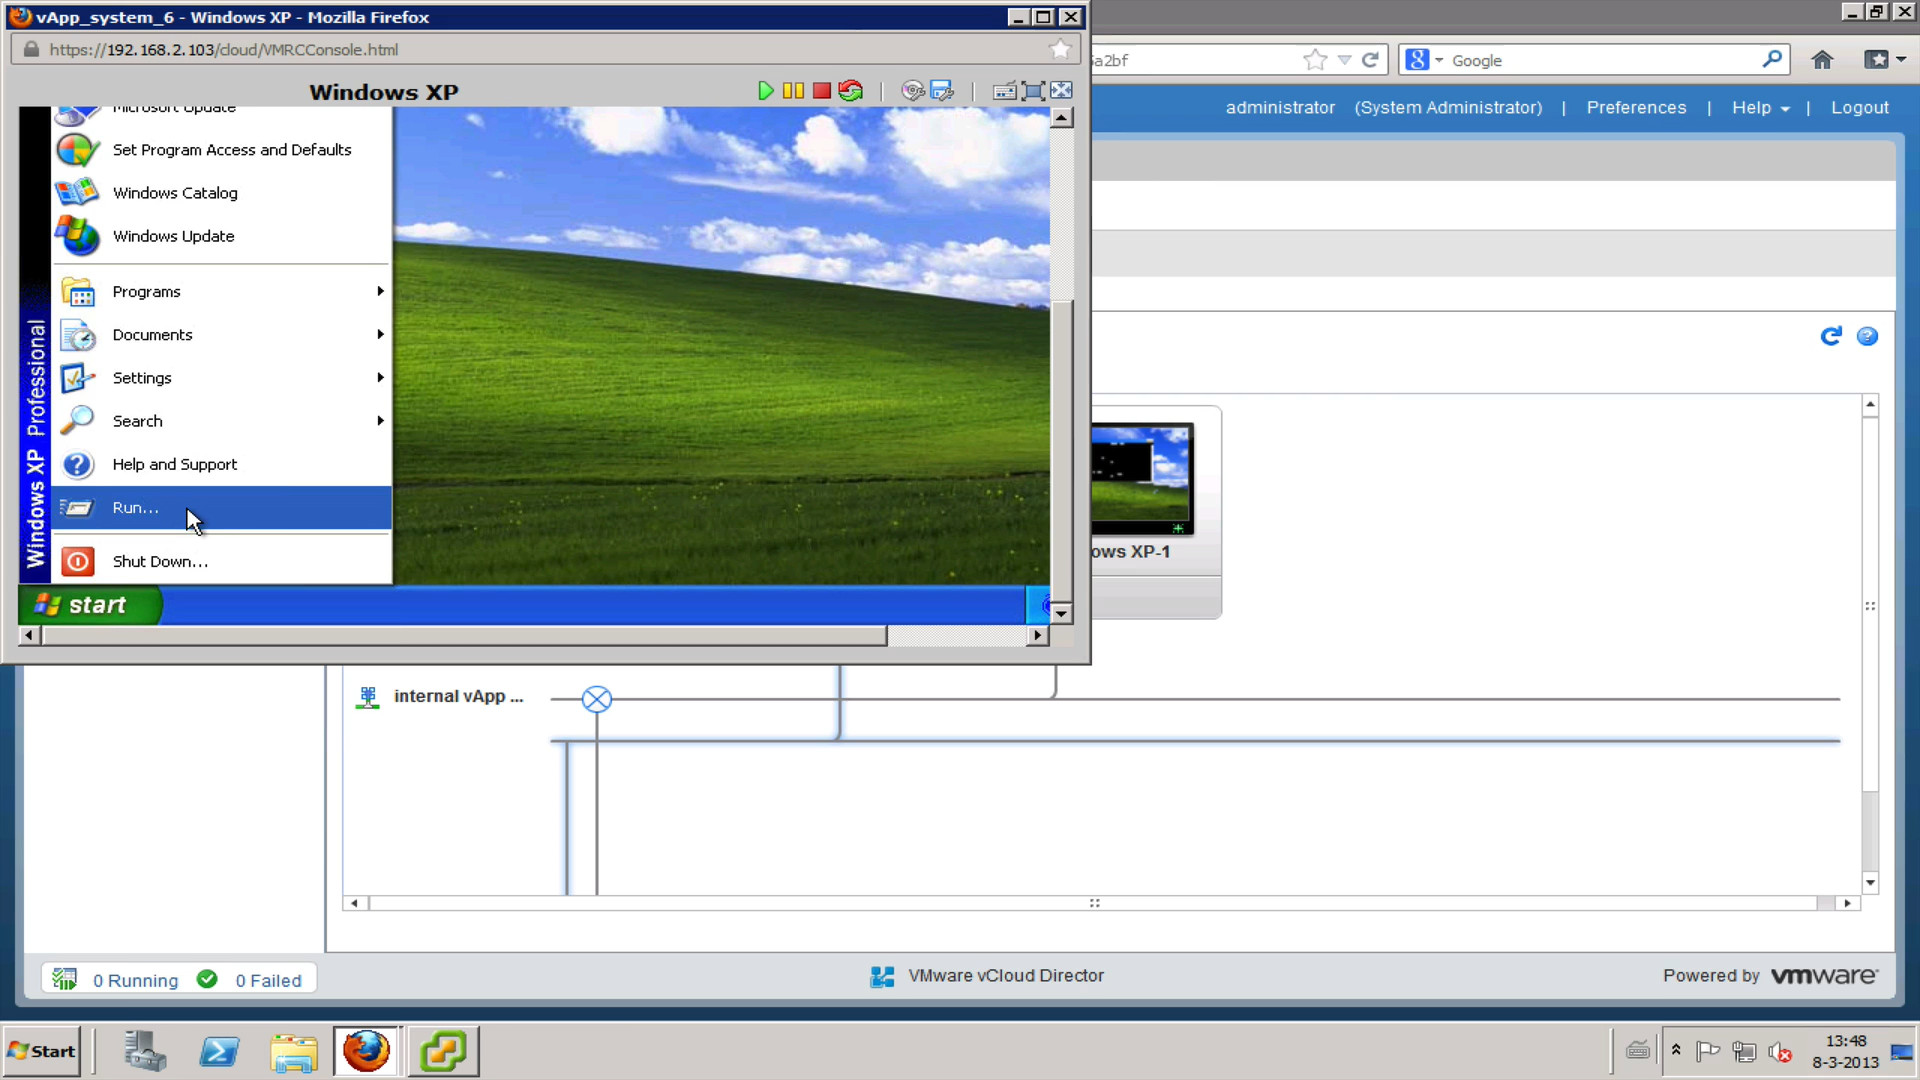 vApp_system_6 - Windows XP - Mozilla Firefox
https://192.168.2.103/cloud/VMRCConsole.html
a2bf
Google
Windows XP
administrator (System Administrator) | Preferences | Help | Logout
Microsoft Update
Set Program Access and Defaults
Windows Catalog
Windows Update
Programs
Documents
Settings
Search
Help and Support
Run...
Shut Down...
Windows XP Professional
start
ows XP-1
internal vApp ...
0 Running
0 Failed
VMware vCloud Director
Powered by vmware
Start
13:48
8-3-2013